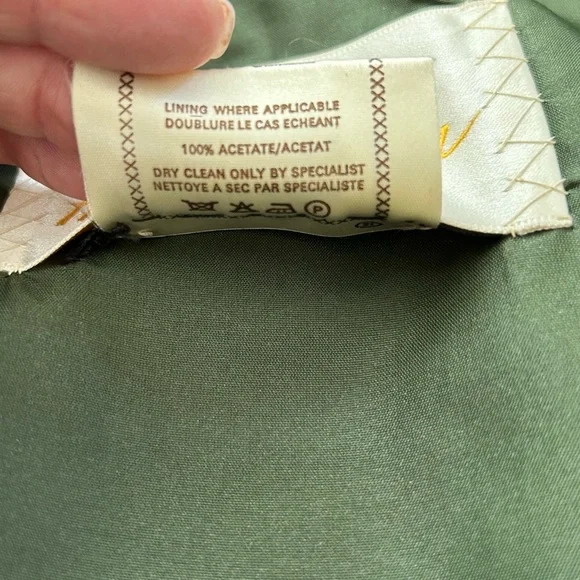 LINING WHERE APPLICABLE
DOUBLURE LE CAS ECHEANT
100% ACETATE/ACETAT
DRY CLEAN ONLY BY SPECIALIST
NETTOYE A SEC PAR SPECIALISTE
P